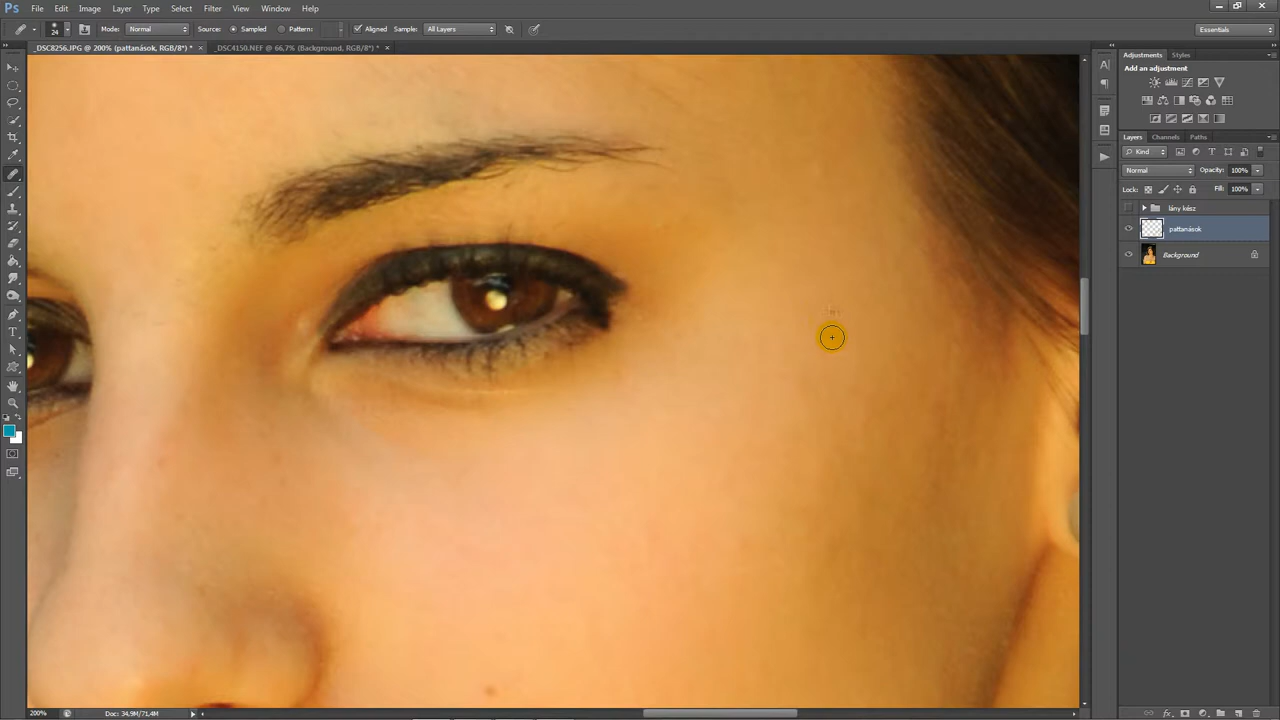 Ps File Edit Image Layer Type Select Filter View Window Help
24 Mode: Normal Source: Sampled Pattern: Aligned Sample: All Layers Essentials
_DSC8256.JPG @ 200% (pattanások, RGB/8*) * × _DSC4150.NEF @ 66,7% (Background, RGB/8*) * ×
Adjustments Styles
Add an adjustment
Layers Channels Paths
Kind
Normal Opacity: 100%
Lock: Fill: 100%
lány kész
pattanások
Background
200% Doc: 34,9M/71,4M